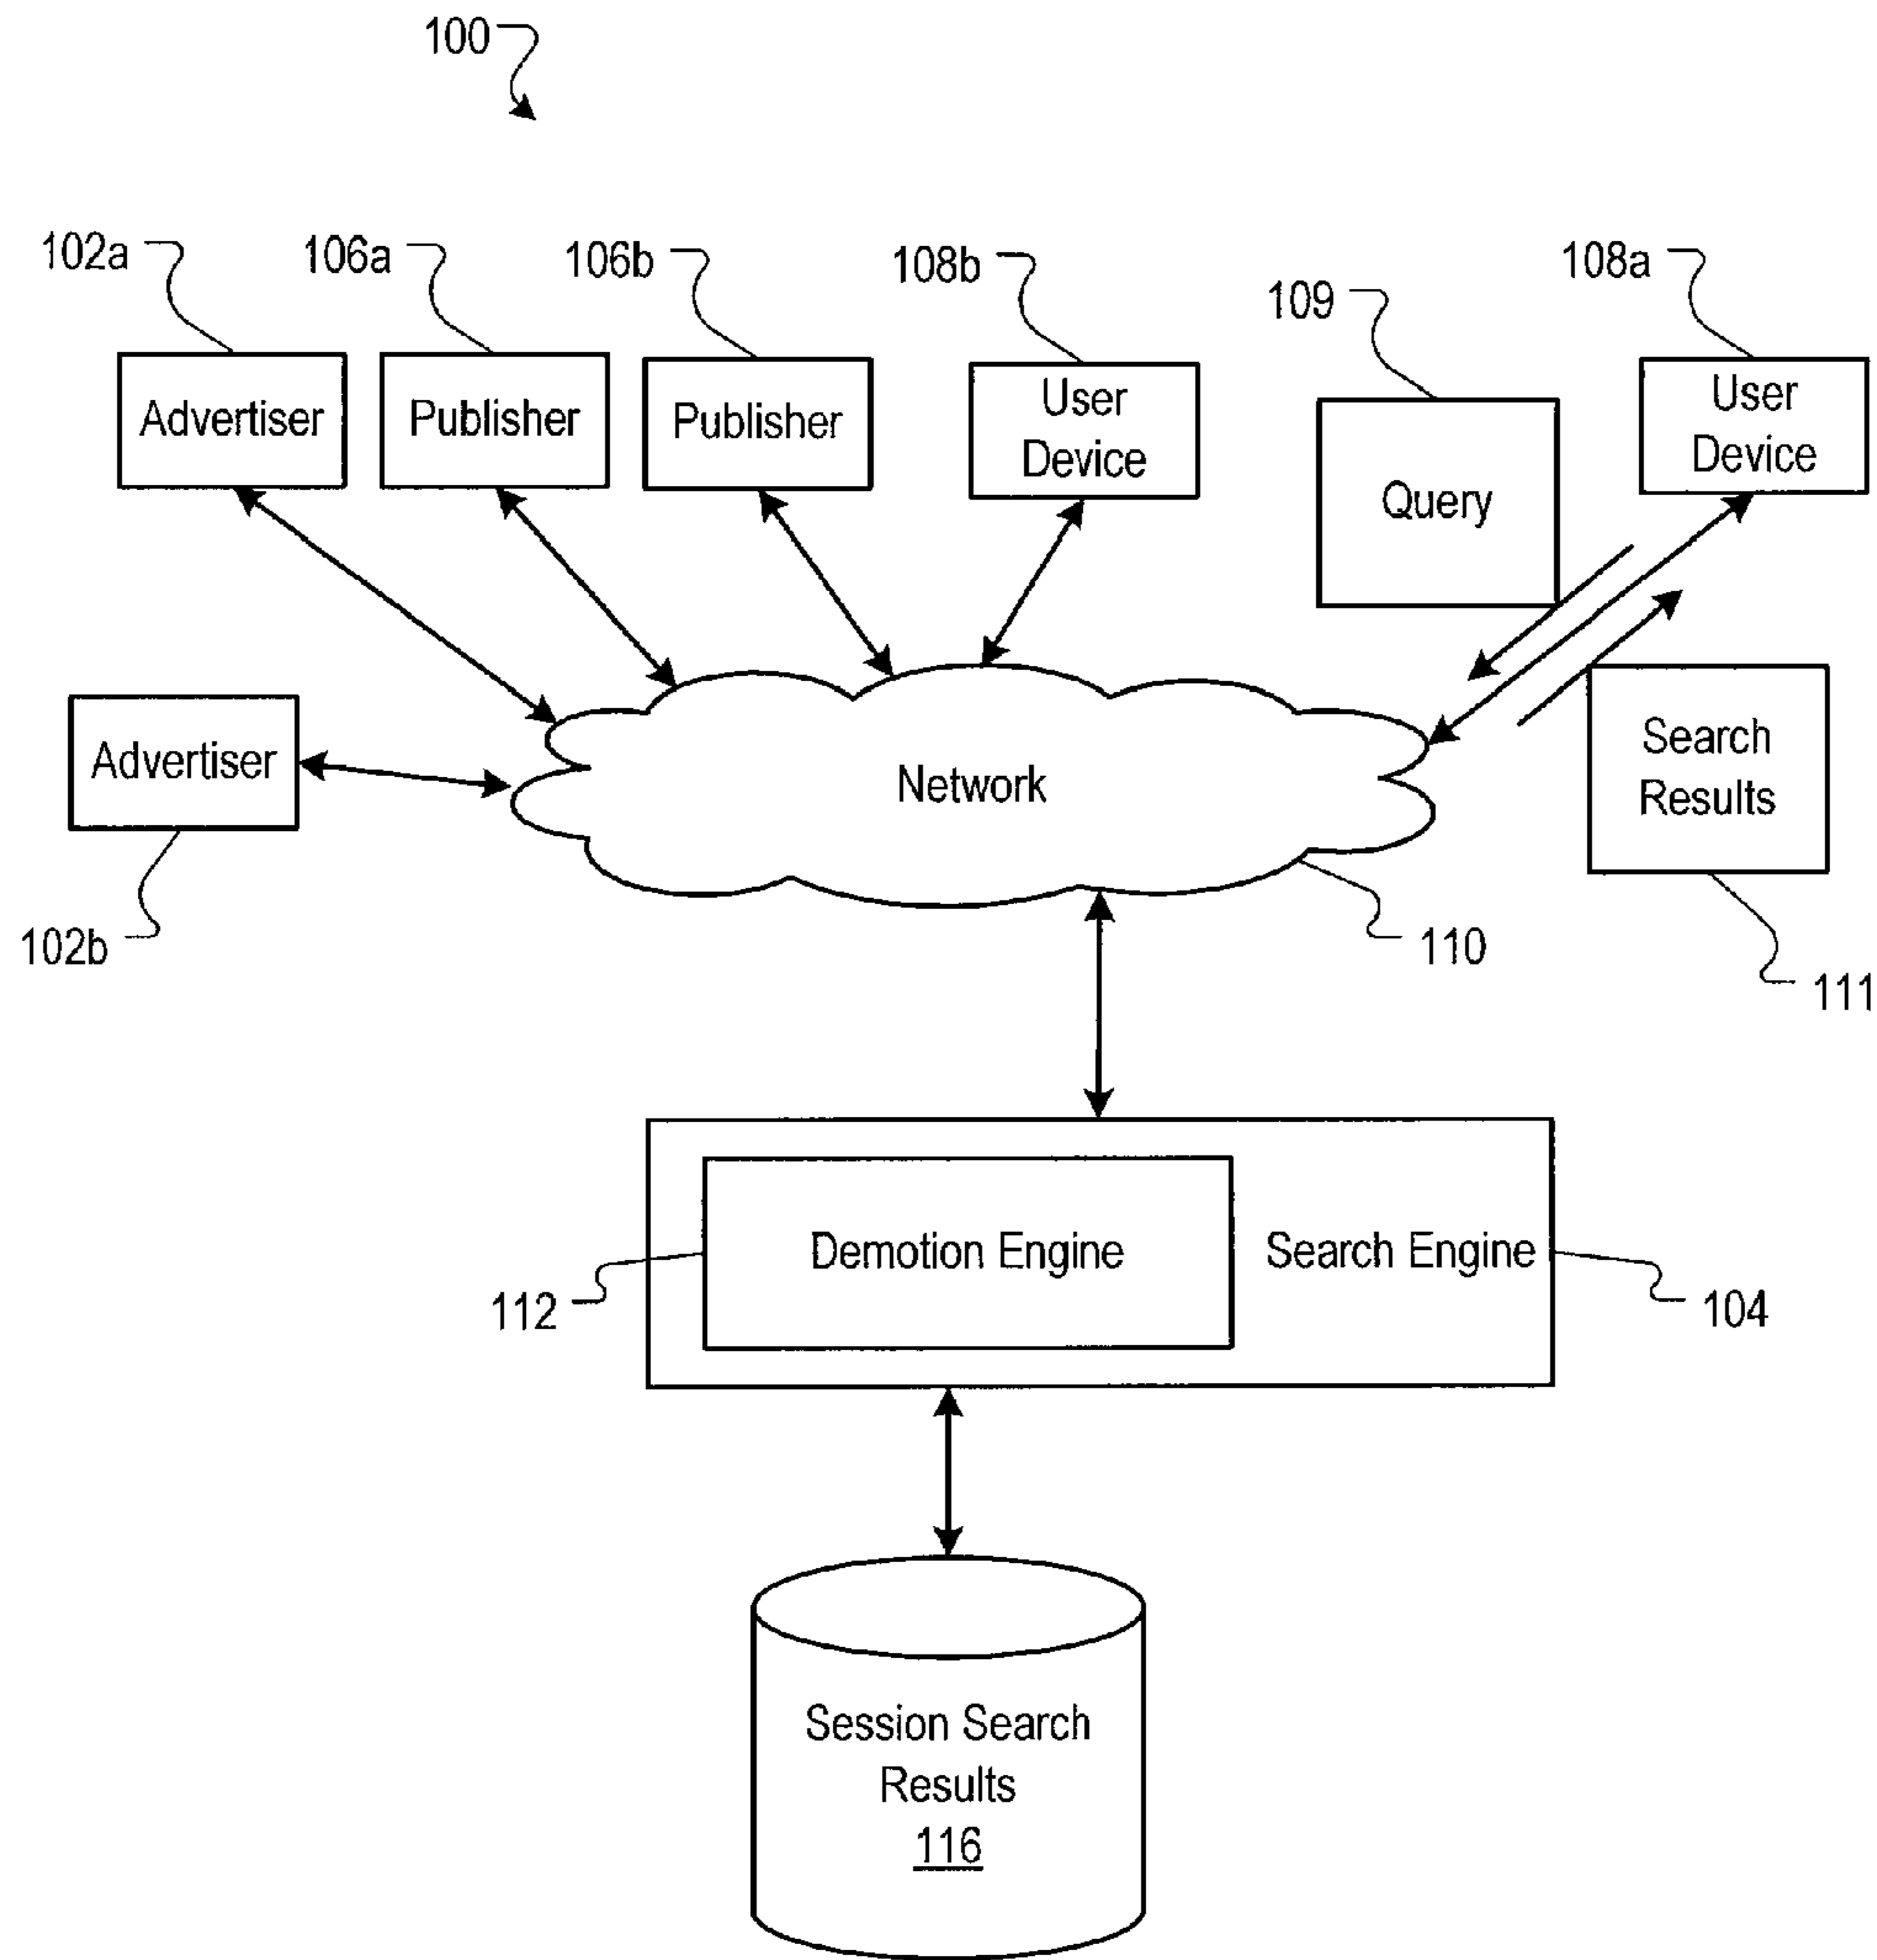 100
102a
106a
106b
108b
109
108a
Advertiser
Publisher
Publisher
User
Device
Query
User
Device
Advertiser
Network
Search
Results
102b
110
111
Demotion Engine
Search Engine
112
104
Session Search
Results
116